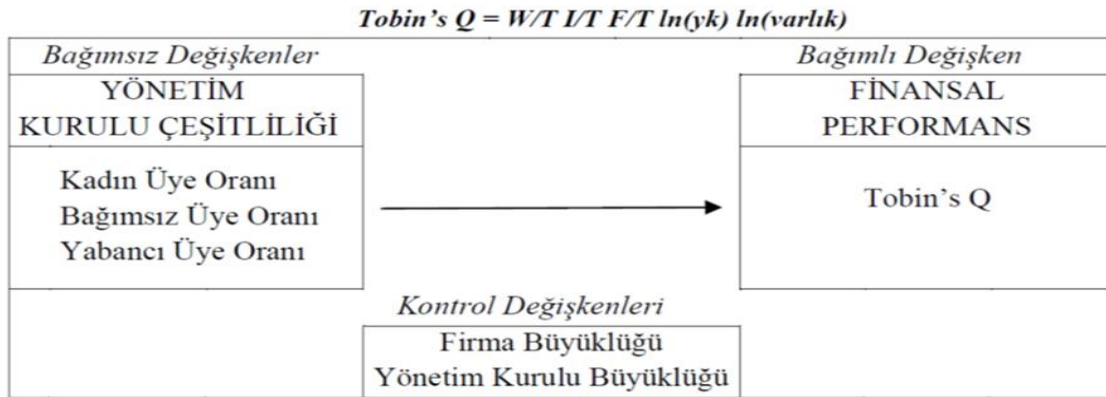 Tobin’s Q = W/T I/T F/T ln(yk) ln(varlık)
Bağımsız Değişkenler
Bağımlı Değişken
YÖNETİM
KURULU ÇEŞİTLİLİĞİ
FİNANSAL
PERFORMANS
Kadın Üye Oranı
Bağımsız Üye Oranı
Yabancı Üye Oranı
Tobin’s Q
Kontrol Değişkenleri
Firma Büyüklüğü
Yönetim Kurulu Büyüklüğü